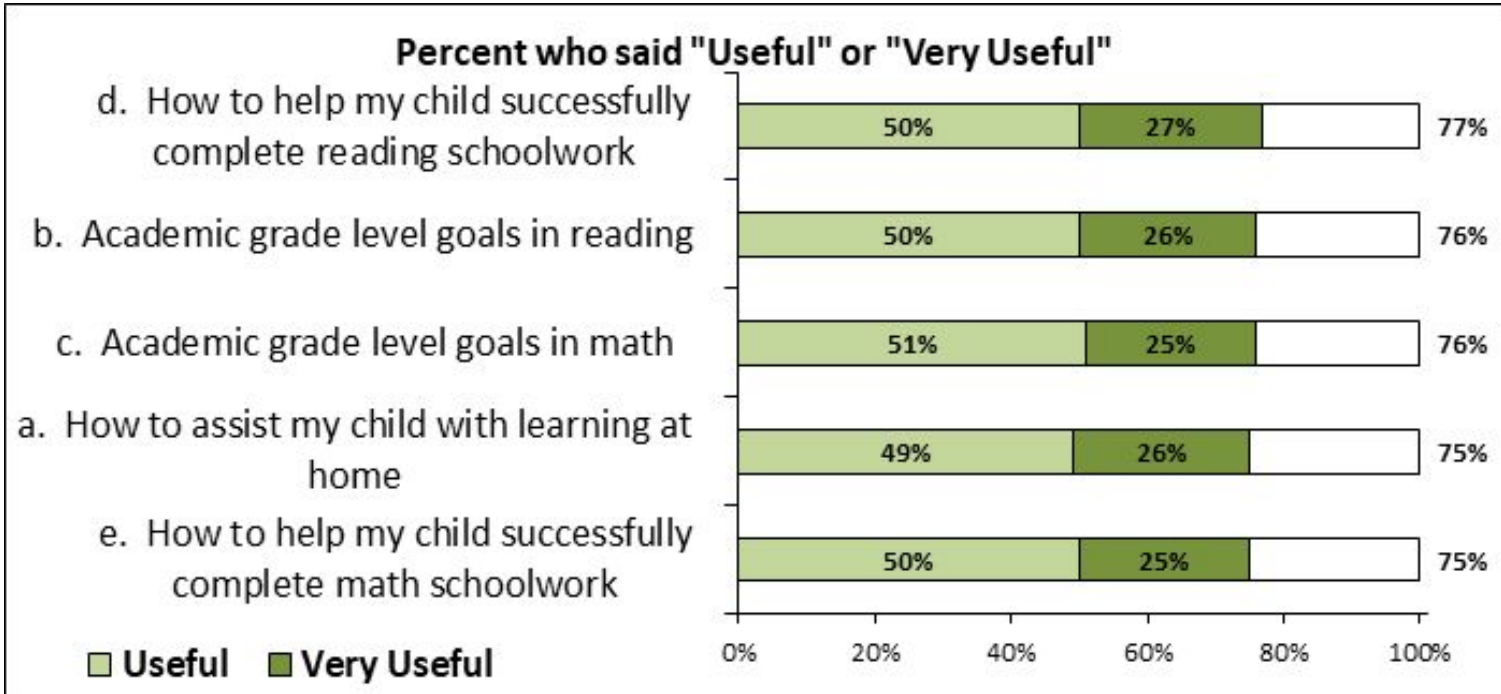 Percent who said "Useful" or "Very Useful"
d. How to help my child successfully
complete reading schoolwork
50% 27% 77%
b. Academic grade level goals in reading
50% 26% 76%
c. Academic grade level goals in math
51% 25% 76%
a. How to assist my child with learning at
home
49% 26% 75%
e. How to help my child successfully
complete math schoolwork
50% 25% 75%
0% 20% 40% 60% 80% 100%
Useful Very Useful